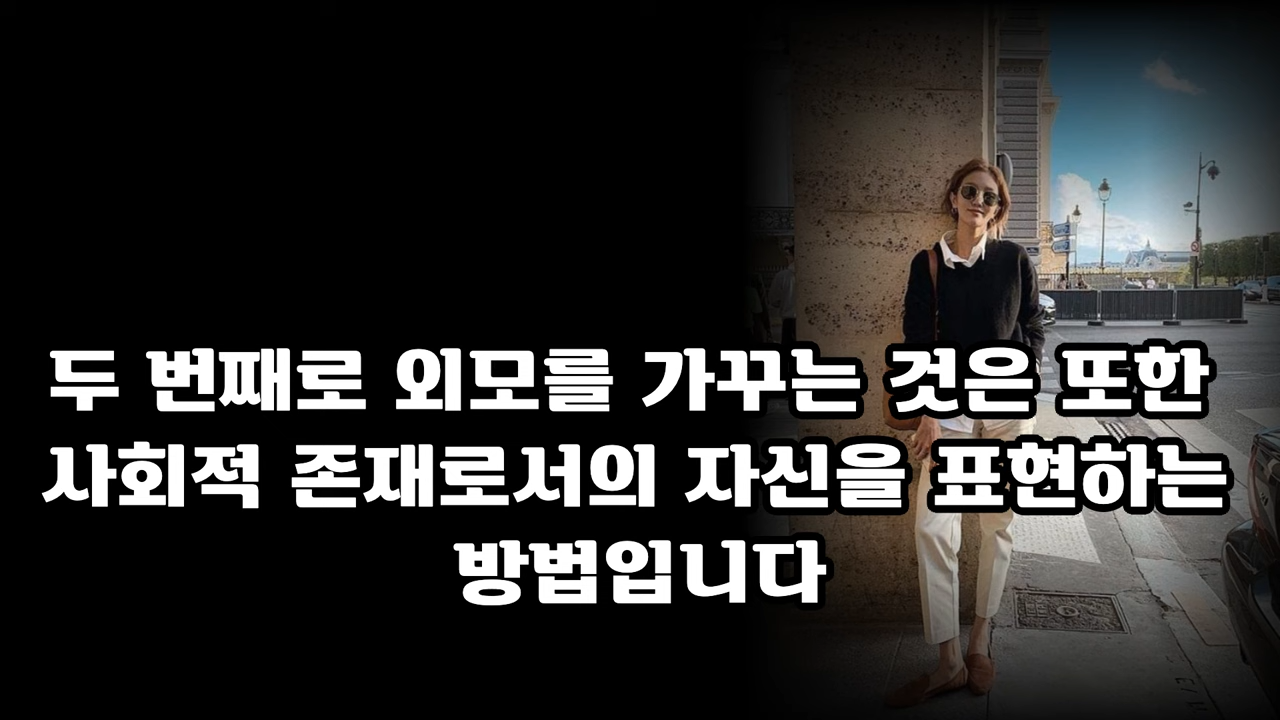 두 번째로 외모를 가꾸는 것은 또한
사회적 존재로서의 자신을 표현하는
방법입니다